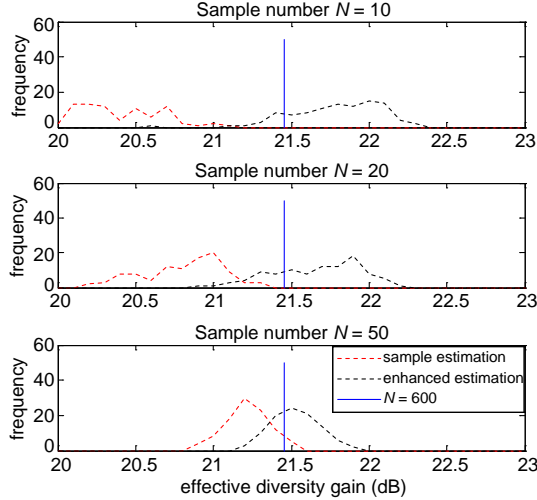 Sample number N = 10
frequency
60
40
20
0
20 20.5 21 21.5 22 22.5 23
Sample number N = 20
frequency
60
40
20
0
20 20.5 21 21.5 22 22.5 23
Sample number N = 50
frequency
60
40
20
0
sample estimation
enhanced estimation
N = 600
20 20.5 21 21.5 22 22.5 23
effective diversity gain (dB)